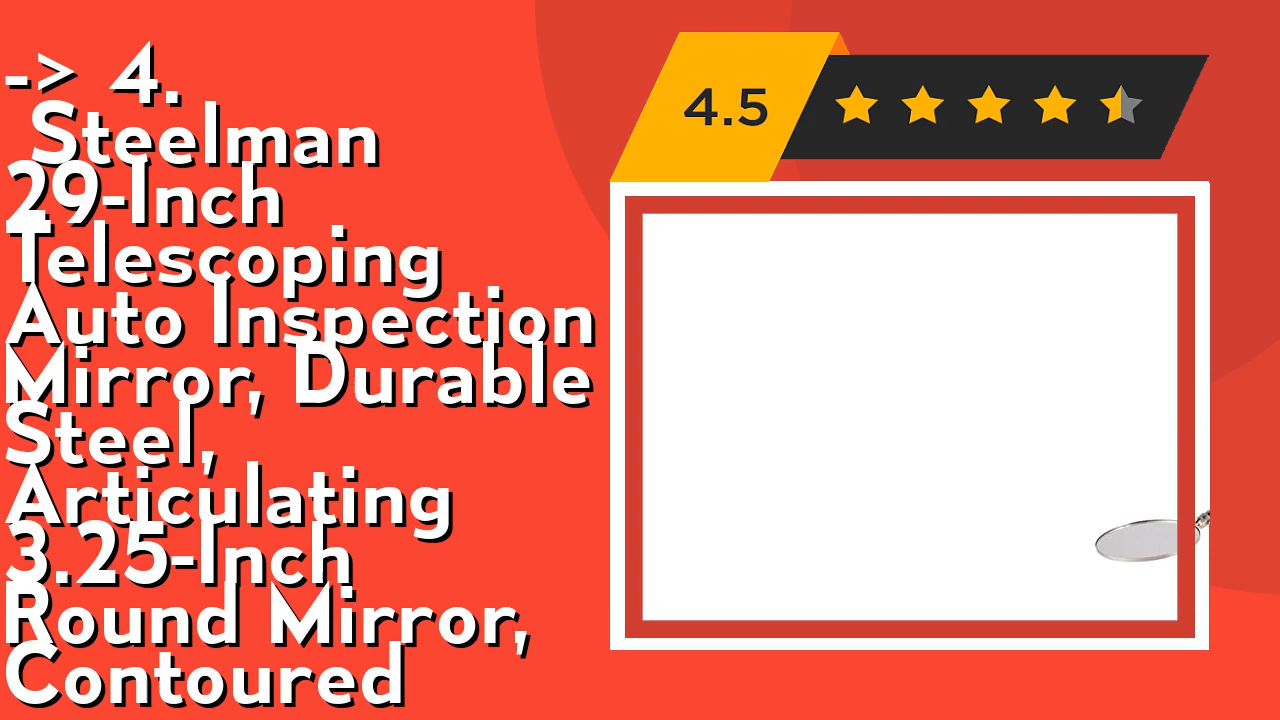 -> 4.
Steelman
29-Inch
Telescoping
Auto Inspection
Mirror, Durable
Steel,
Articulating
3.25-Inch
Round Mirror,
Contoured
4.5